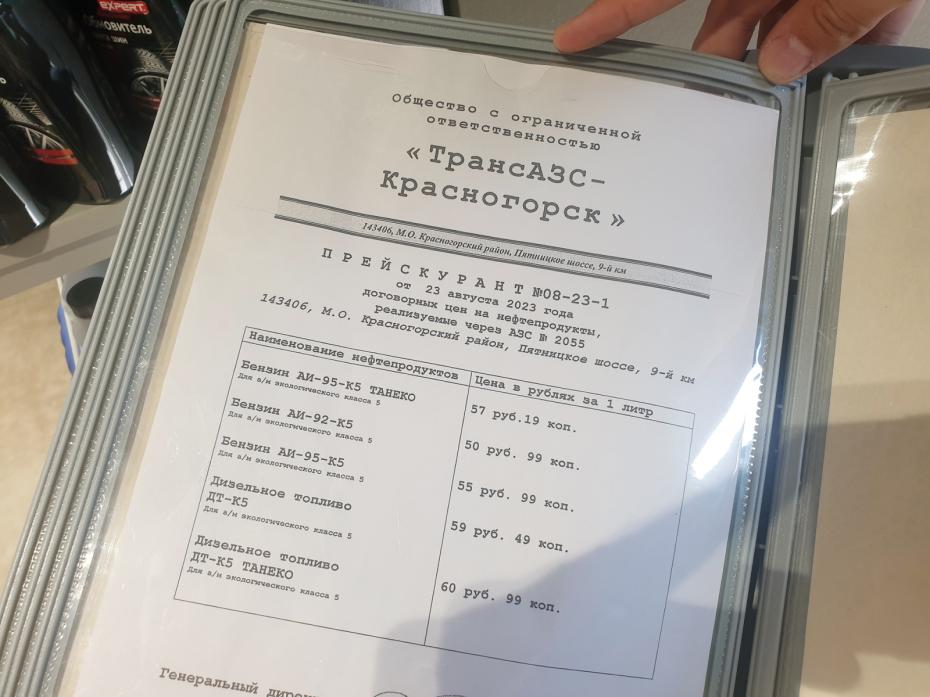 EXPERT.
Обновитель
шин
Общество с ограниченной
ответственностью
«ТрансАЗС-
Красногорск»
143406, М.О. Красногорский район, Пятницкое шоссе, 9-й км
ПРЕЙСКУРАНТ №08-23-1
от 23 августа 2023 года
договорных цен на нефтепродукты,
реализуемые через АЗС № 2055
143406, М.О. Красногорский район, Пятницкое шоссе, 9-й км
Наименование нефтепродуктов Цена в рублях за 1 литр
Бензин АИ-95-К5 ТАНЕКО 57 руб.19 коп.
Для а/м экологического класса 5
Бензин АИ-92-К5 50 руб. 99 коп.
Для а/м экологического класса 5
Бензин АИ-95-К5 55 руб. 99 коп.
Для а/м экологического класса 5
Дизельное топливо 59 руб. 49 коп.
ДТ-К5
Для а/м экологического класса 5
Дизельное топливо 60 руб. 99 коп.
ДТ-К5 ТАНЕКО
Для а/м экологического класса 5
Генеральный